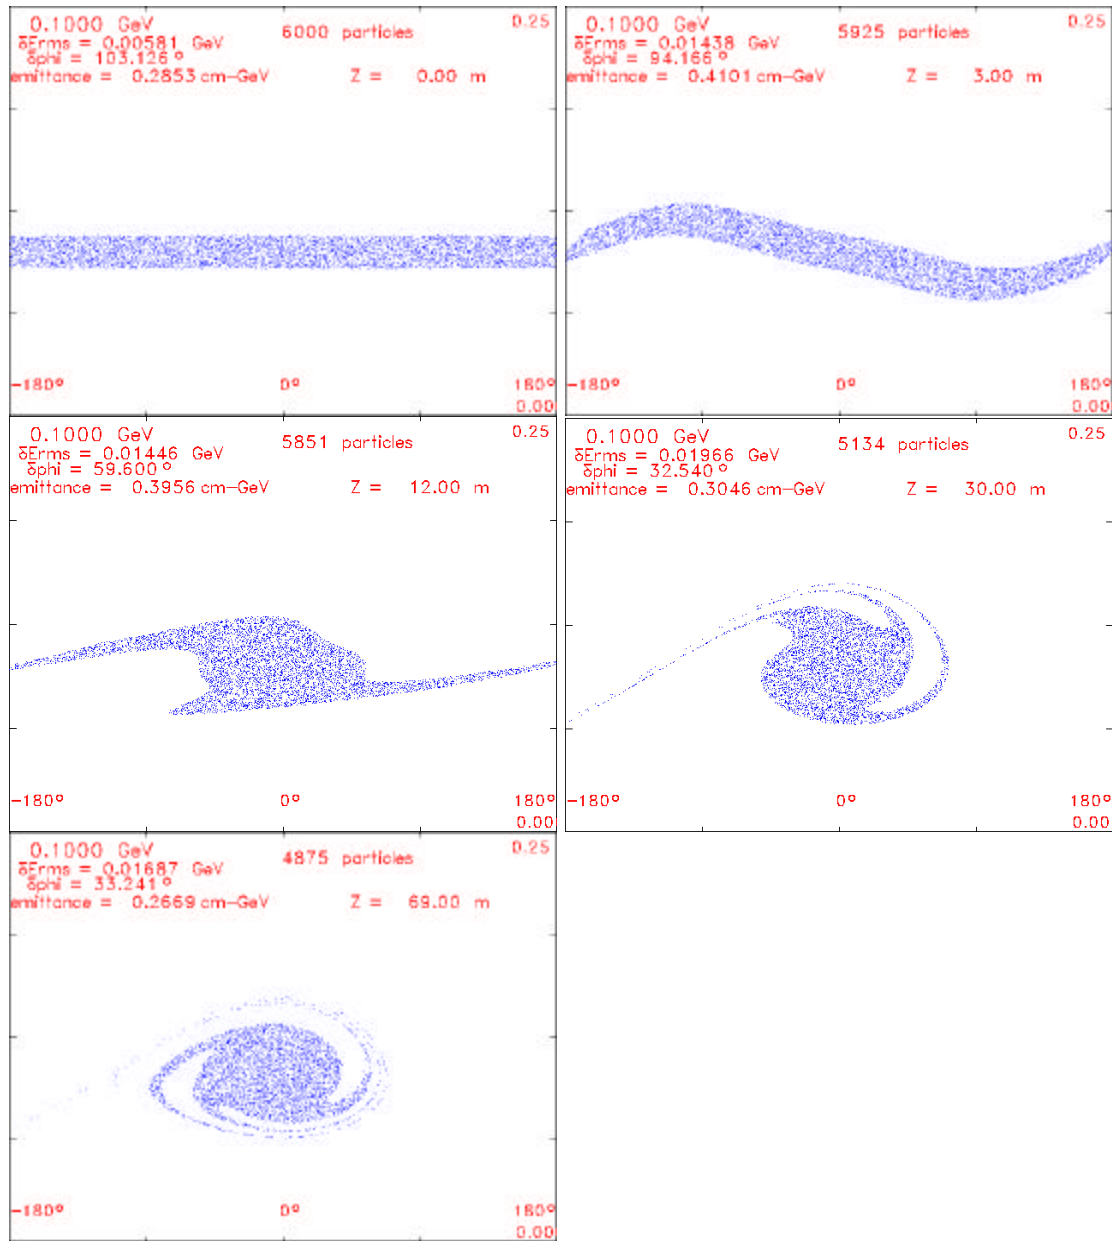 0.1000 GeV 6000 particles 0.25
δErms = 0.00581 GeV
δphi = 103.126°
emittance = 0.2853 cm-GeV Z = 0.00 m
-180° 0° 180°
0.00
0.1000 GeV 5925 particles 0.25
δErms = 0.01438 GeV
δphi = 94.166°
emittance = 0.4101 cm-GeV Z = 3.00 m
-180° 0° 180°
0.00
0.1000 GeV 5851 particles 0.25
δErms = 0.01446 GeV
δphi = 59.600°
emittance = 0.3956 cm-GeV Z = 12.00 m
-180° 0° 180°
0.00
0.1000 GeV 5134 particles 0.25
δErms = 0.01966 GeV
δphi = 32.540°
emittance = 0.3046 cm-GeV Z = 30.00 m
-180° 0° 180°
0.00
0.1000 GeV 4875 particles 0.25
δErms = 0.01687 GeV
δphi = 33.241°
emittance = 0.2669 cm-GeV Z = 69.00 m
-180° 0° 180°
0.00